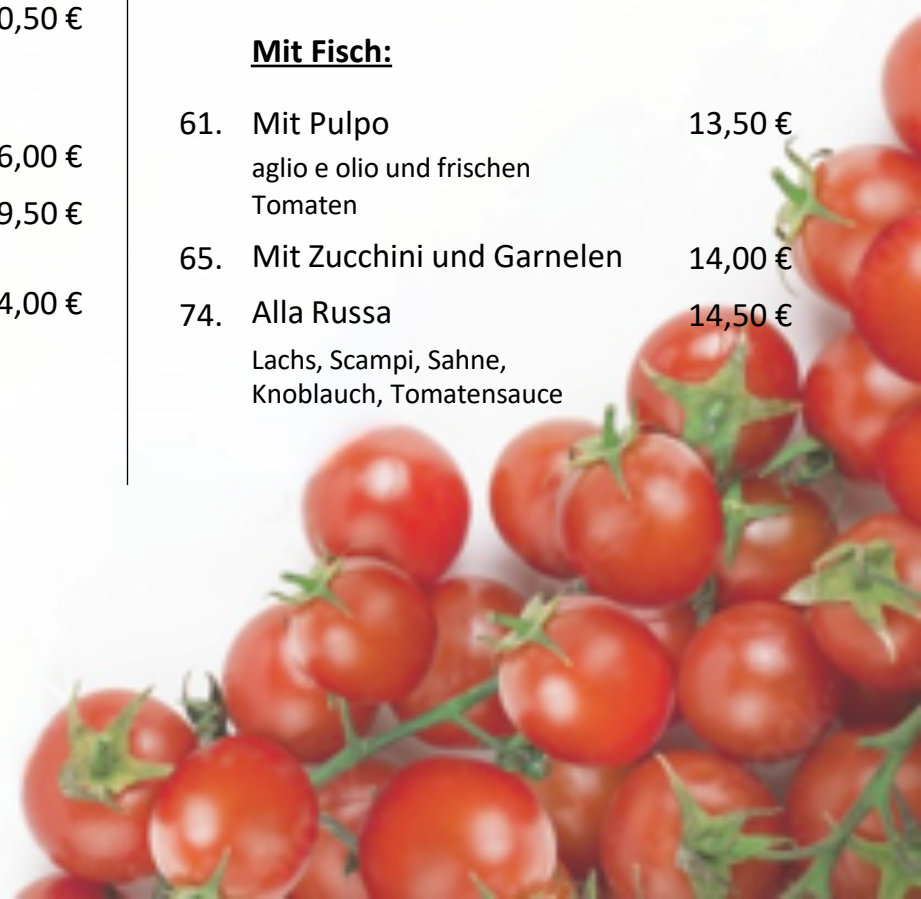 0,50 €
6,00 €
9,50 €
4,00 €
Mit Fisch:
61. Mit Pulpo 13,50 €
aglio e olio und frischen
Tomaten
65. Mit Zucchini und Garnelen 14,00 €
74. Alla Russa 14,50 €
Lachs, Scampi, Sahne,
Knoblauch, Tomatensauce